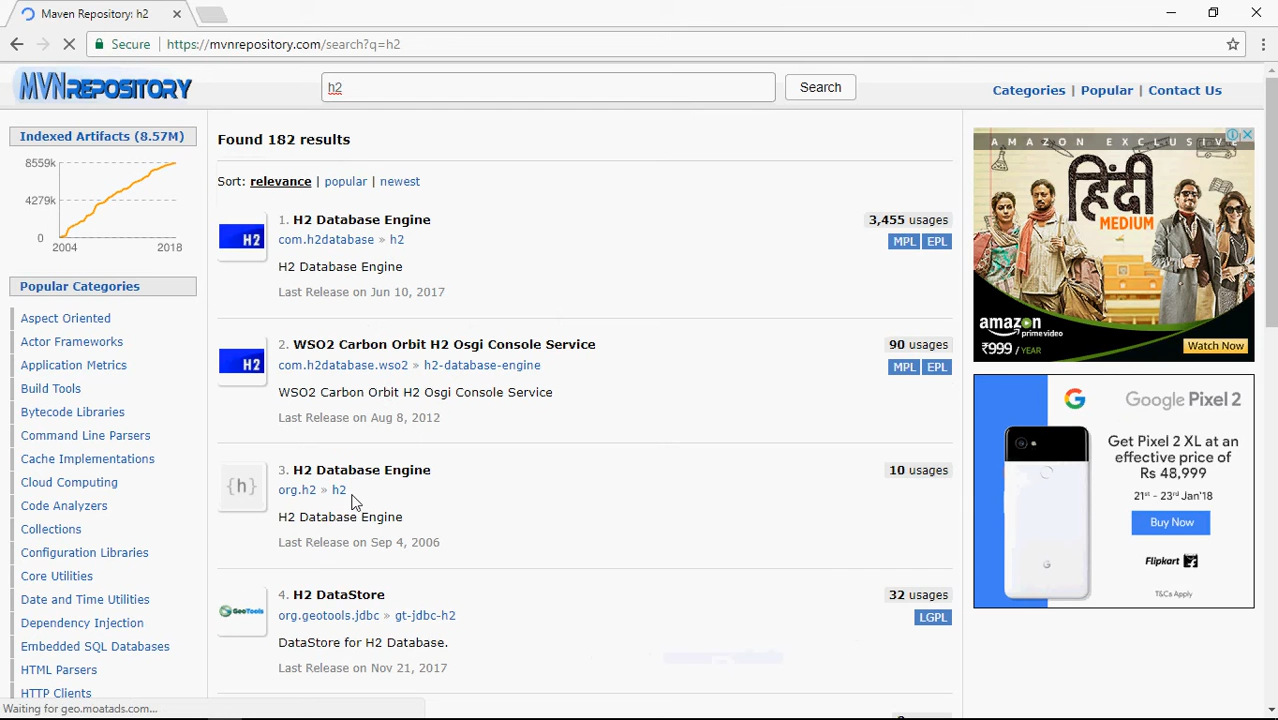 Maven Repository: h2
Secure
https://mvnrepository.com/search?q=h2
MVNREPOSITORY
h2
Search
Categories | Popular | Contact Us
Indexed Artifacts (8.57M)
8559k
4279k
0
2004
2018
Popular Categories
Aspect Oriented
Actor Frameworks
Application Metrics
Build Tools
Bytecode Libraries
Command Line Parsers
Cache Implementations
Cloud Computing
Code Analyzers
Collections
Configuration Libraries
Core Utilities
Date and Time Utilities
Dependency Injection
Embedded SQL Databases
HTML Parsers
HTTP Clients
Waiting for geo.moatads.com...
Found 182 results
Sort: relevance | popular | newest
H2
1. H2 Database Engine
3,455 usages
com.h2database » h2
MPL EPL
H2 Database Engine
Last Release on Jun 10, 2017
H2
2. WSO2 Carbon Orbit H2 Osgi Console Service
90 usages
com.h2database.wso2 » h2-database-engine
MPL EPL
WSO2 Carbon Orbit H2 Osgi Console Service
Last Release on Aug 8, 2012
{h}
3. H2 Database Engine
10 usages
org.h2 » h2
H2 Database Engine
Last Release on Sep 4, 2006
GeoTools
4. H2 DataStore
32 usages
org.geotools.jdbc » gt-jdbc-h2
LGPL
DataStore for H2 Database.
Last Release on Nov 21, 2017
AMAZON EXCLUSIVE
हिंदी
MEDIUM
amazon
prime video
₹999 / YEAR
Watch Now
Google Pixel 2
Get Pixel 2 XL at an
effective price of
Rs 48,999
21st - 23rd Jan'18
Buy Now
Flipkart
T&Ca Apply